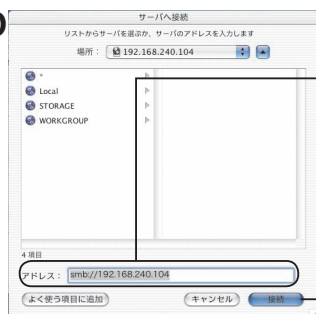 サーバへ接続
リストからサーバを選ぶか、サーバのアドレスを入力します
場所： 192.168.240.104
*
Local
STORAGE
WORKGROUP
4 項目
アドレス： smb://192.168.240.104
よく使う項目に追加 キャンセル 接続